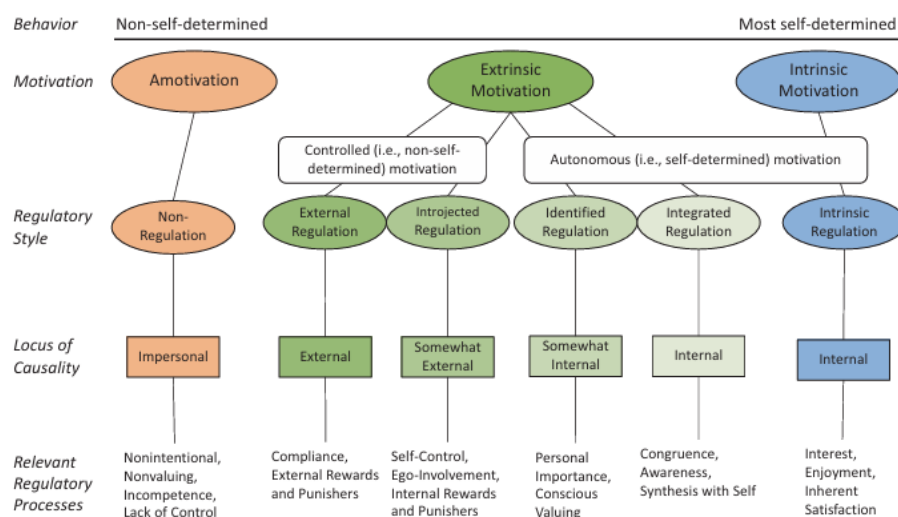 Behavior
Non-self-determined
Most self-determined
Motivation
Amotivation
Extrinsic
Motivation
Intrinsic
Motivation
Controlled (i.e., non-self-
determined) motivation
Autonomous (i.e., self-determined) motivation
Regulatory
Style
Non-
Regulation
External
Regulation
Introjected
Regulation
Identified
Regulation
Integrated
Regulation
Intrinsic
Regulation
Locus of
Causality
Impersonal
External
Somewhat
External
Somewhat
Internal
Internal
Internal
Relevant
Regulatory
Processes
Nonintentional,
Nonvaluing,
Incompetence,
Lack of Control
Compliance,
External Rewards
and Punishers
Self-Control,
Ego-Involvement,
Internal Rewards
and Punishers
Personal
Importance,
Conscious
Valuing
Congruence,
Awareness,
Synthesis with Self
Interest,
Enjoyment,
Inherent
Satisfaction